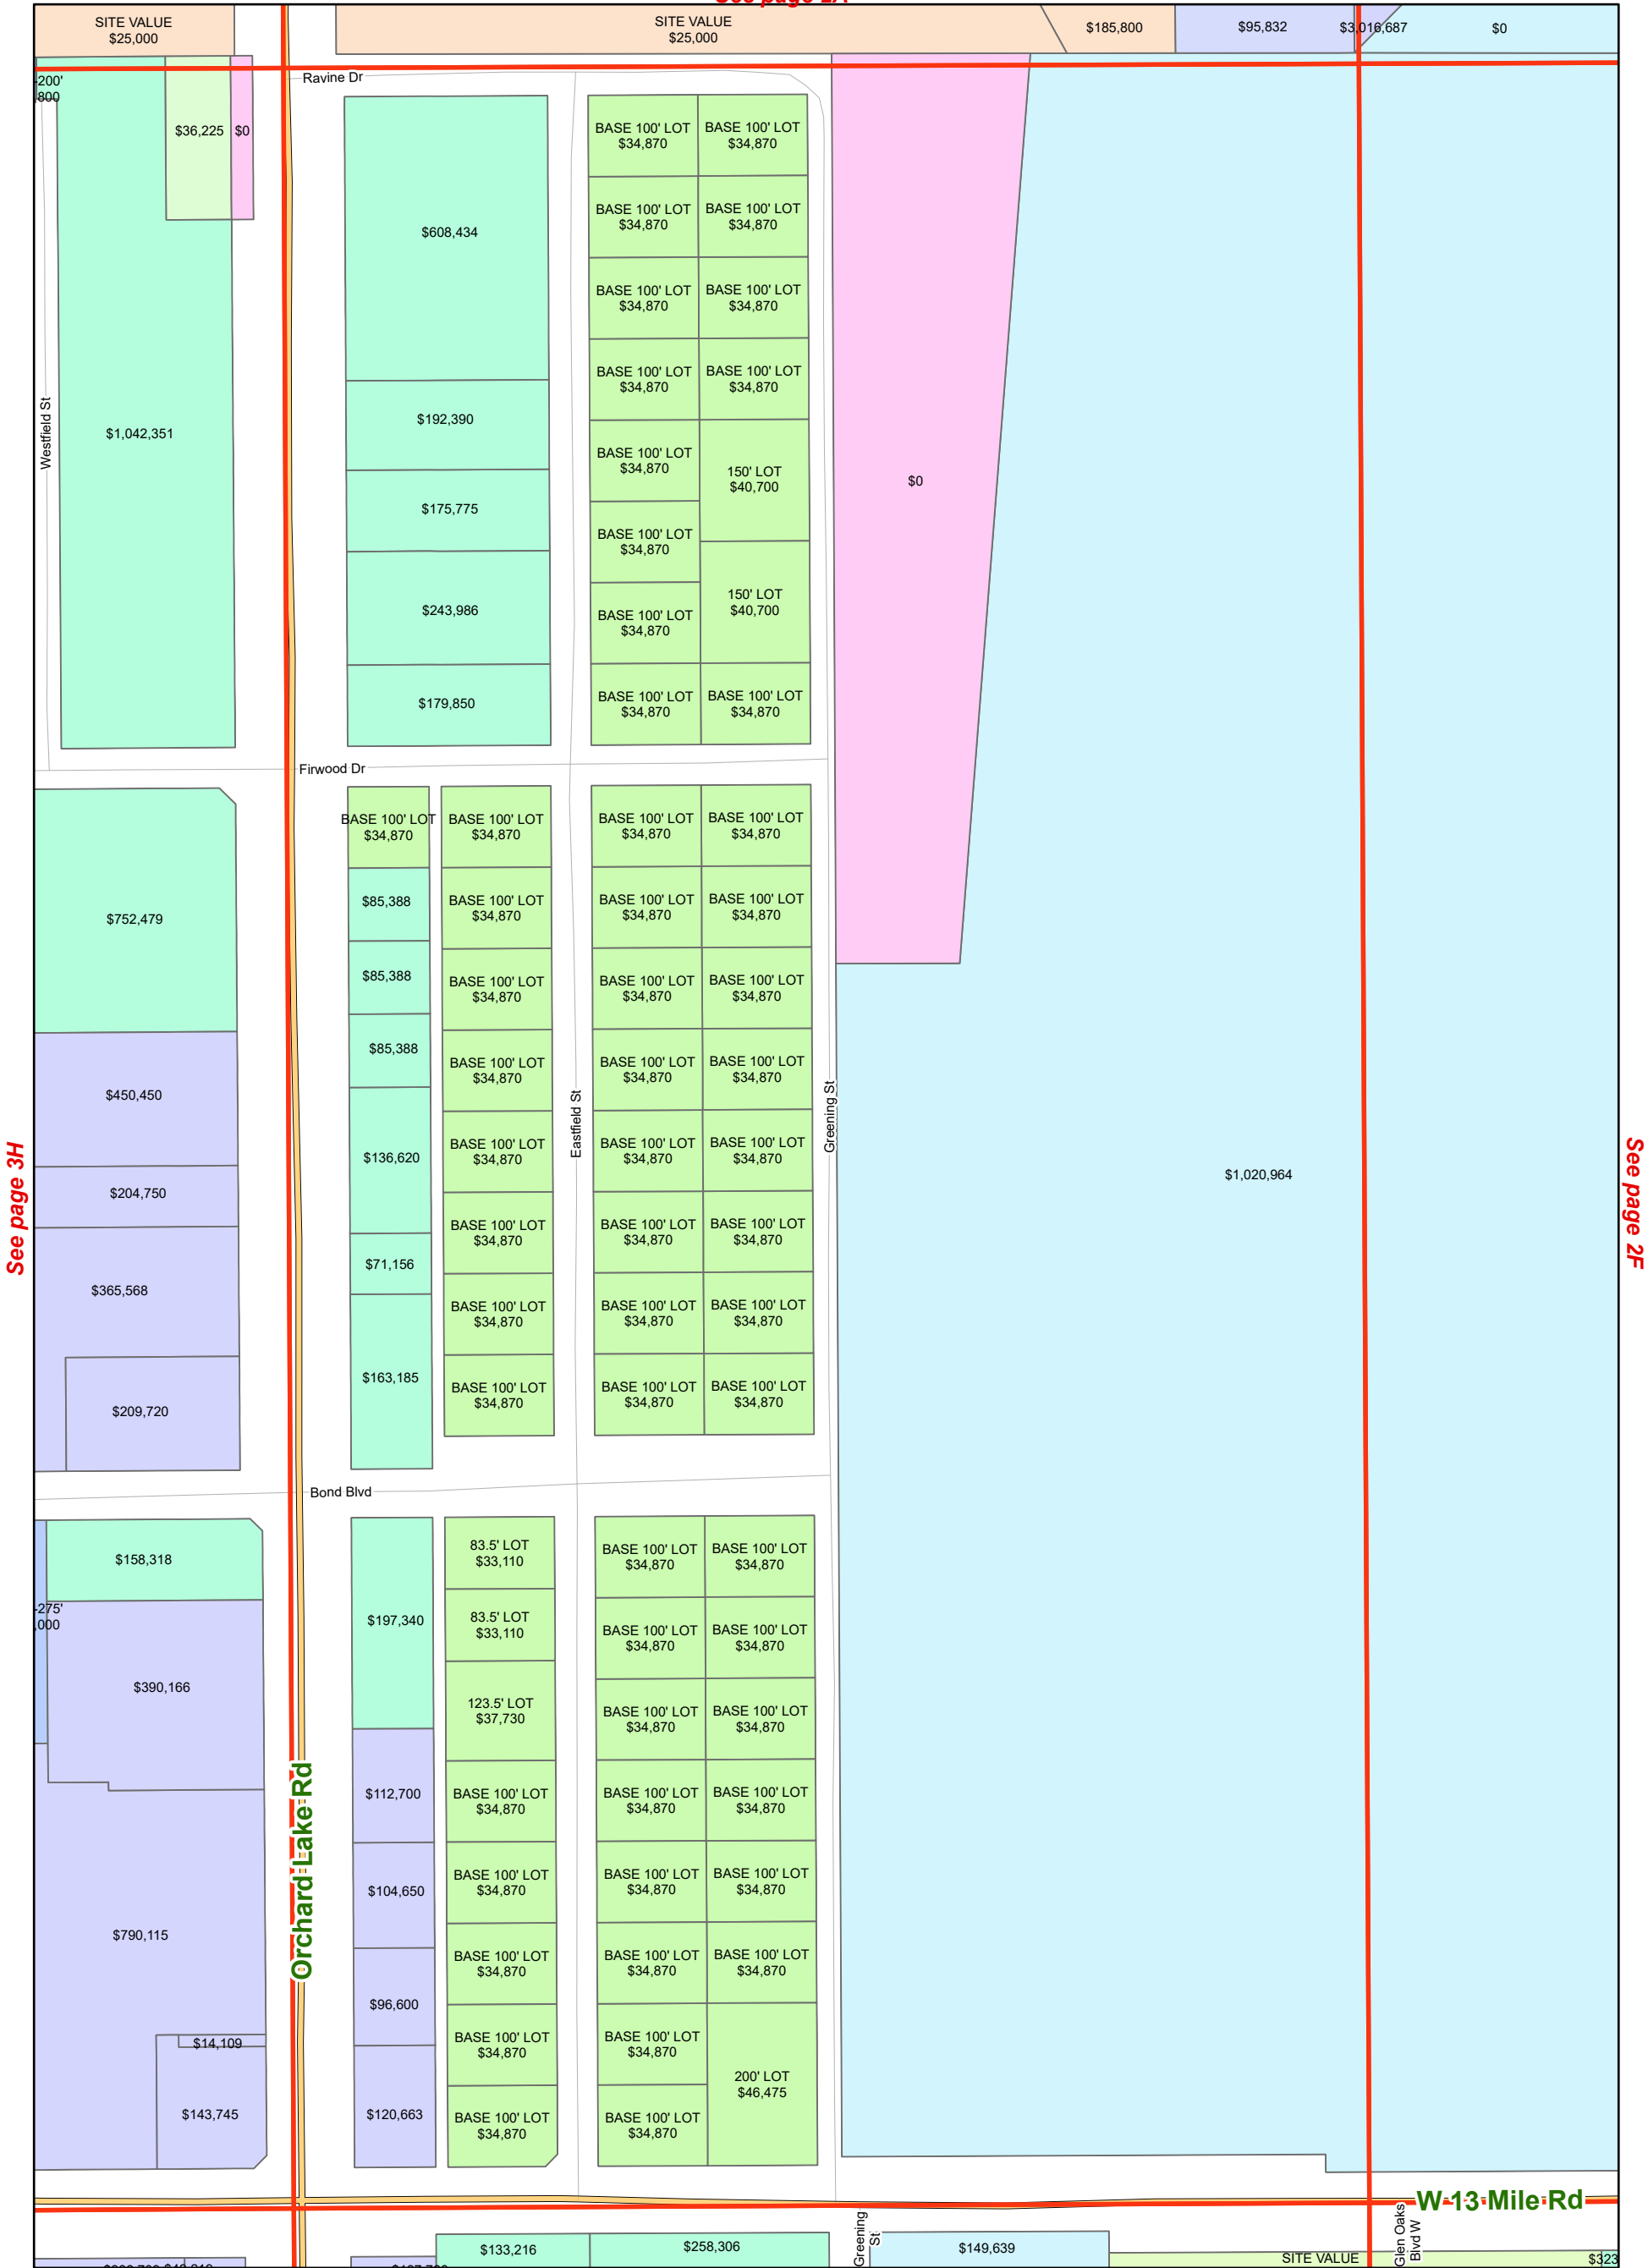 SITE VALUE
$25,000
SITE VALUE
$25,000
$185,800
$95,832
$3,016,687
$0
200'
800
$36,225
$0
Ravine Dr
$1,042,351
Westfield St
$608,434
$192,390
$175,775
$243,986
$179,850
BASE 100' LOT
$34,870
BASE 100' LOT
$34,870
BASE 100' LOT
$34,870
BASE 100' LOT
$34,870
BASE 100' LOT
$34,870
BASE 100' LOT
$34,870
BASE 100' LOT
$34,870
BASE 100' LOT
$34,870
BASE 100' LOT
$34,870
150' LOT
$40,700
BASE 100' LOT
$34,870
150' LOT
$40,700
BASE 100' LOT
$34,870
BASE 100' LOT
$34,870
BASE 100' LOT
$34,870
$0
Firwood Dr
$752,479
$450,450
$204,750
$365,568
$209,720
BASE 100' LOT
$34,870
$85,388
$85,388
$85,388
$136,620
$71,156
$163,185
BASE 100' LOT
$34,870
BASE 100' LOT
$34,870
BASE 100' LOT
$34,870
BASE 100' LOT
$34,870
BASE 100' LOT
$34,870
BASE 100' LOT
$34,870
BASE 100' LOT
$34,870
BASE 100' LOT
$34,870
Eastfield St
BASE 100' LOT
$34,870
BASE 100' LOT
$34,870
BASE 100' LOT
$34,870
BASE 100' LOT
$34,870
BASE 100' LOT
$34,870
BASE 100' LOT
$34,870
BASE 100' LOT
$34,870
BASE 100' LOT
$34,870
BASE 100' LOT
$34,870
BASE 100' LOT
$34,870
BASE 100' LOT
$34,870
BASE 100' LOT
$34,870
BASE 100' LOT
$34,870
BASE 100' LOT
$34,870
BASE 100' LOT
$34,870
BASE 100' LOT
$34,870
Greening St
$1,020,964
See page 3H
See page 2F
Bond Blvd
$158,318
275'
,000
$390,166
$790,115
$14,109
$143,745
Orchard Lake Rd
$197,340
$112,700
$104,650
$96,600
$120,663
83.5' LOT
$33,110
83.5' LOT
$33,110
123.5' LOT
$37,730
BASE 100' LOT
$34,870
BASE 100' LOT
$34,870
BASE 100' LOT
$34,870
BASE 100' LOT
$34,870
BASE 100' LOT
$34,870
BASE 100' LOT
$34,870
BASE 100' LOT
$34,870
BASE 100' LOT
$34,870
BASE 100' LOT
$34,870
BASE 100' LOT
$34,870
BASE 100' LOT
$34,870
BASE 100' LOT
$34,870
BASE 100' LOT
$34,870
BASE 100' LOT
$34,870
BASE 100' LOT
$34,870
BASE 100' LOT
$34,870
BASE 100' LOT
$34,870
BASE 100' LOT
$34,870
BASE 100' LOT
$34,870
200' LOT
$46,475
W 13 Mile Rd
$133,216
$258,306
Greening
St
$149,639
Glen Oaks
Blvd W
SITE VALUE
$323